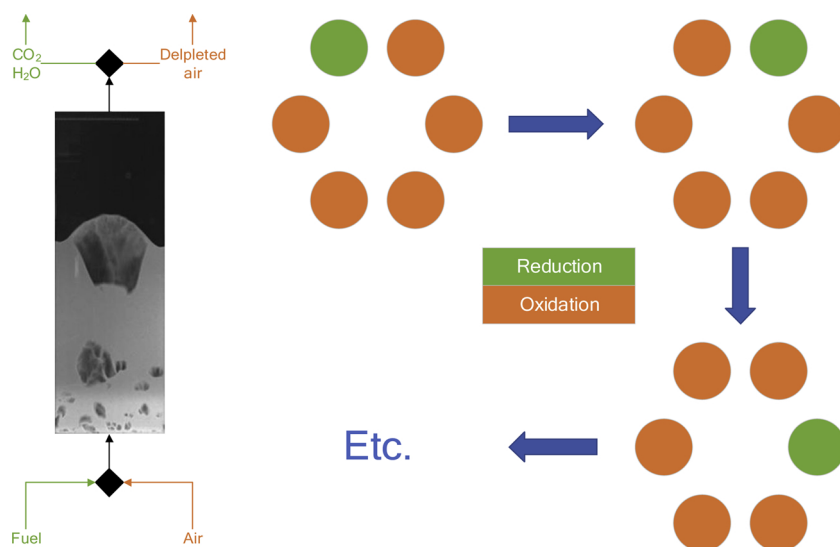 CO₂
H₂O
Delpleted
air
Reduction
Oxidation
Etc.
Fuel
Air